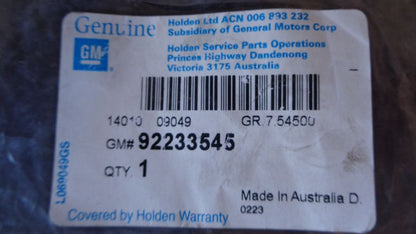 Genuine
Holden Ltd ACN 006 893 232
Subsidiary of General Motors Corp
GM
Holden Service Parts Operations
Princes Highway Dandenong
Victoria 3175 Australia
14010 09049 GR.7.54500
GM# 92233545
QTY. 1
L069049GS
Made In Australia D.
0223
Covered by Holden Warranty